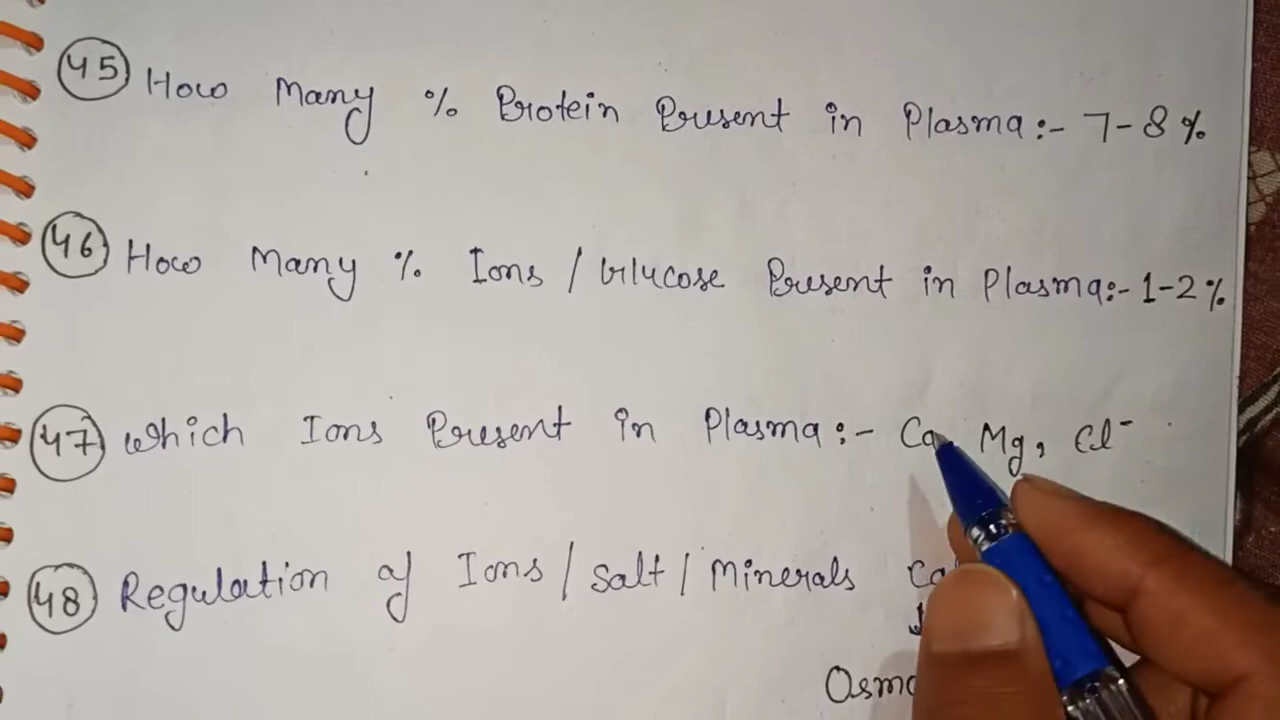 45 How Many % Protein Present in Plasma:- 7-8%
46 How Many % Ions / Glucose Present in Plasma:- 1-2%
47 Which Ions Present in Plasma:- Ca Mg, Cl⁻
48 Regulation of Ions / Salt / Minerals